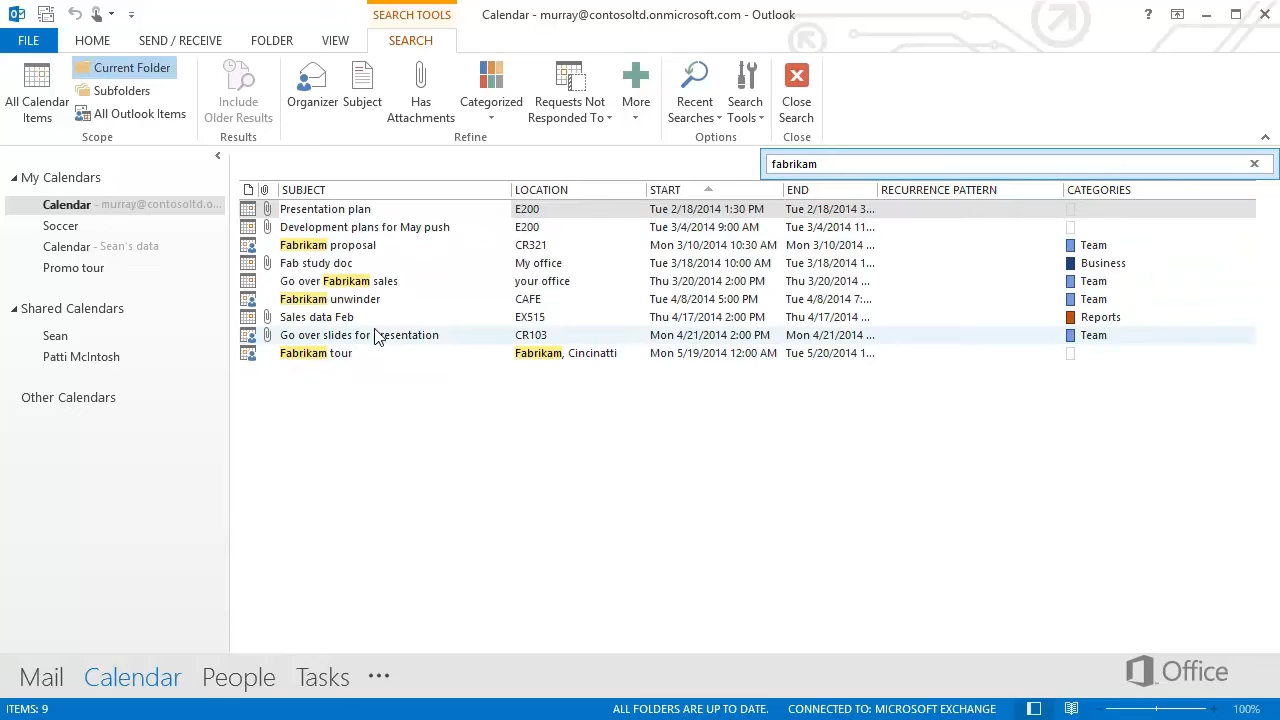 SEARCH TOOLS
Calendar - murray@contosoltd.onmicrosoft.com - Outlook
?
FILE HOME SEND / RECEIVE FOLDER VIEW SEARCH
All Calendar Items
Current Folder
Subfolders
All Outlook Items
Scope
Include Older Results
Results
Organizer
Subject
Has Attachments
Categorized
Requests Not Responded To
More
Refine
Recent Searches
Search Tools
Options
Close Search
Close
fabrikam
My Calendars
Calendar - murray@contosoltd.o...
Soccer
Calendar - Sean's data
Promo tour
Shared Calendars
Sean
Patti McIntosh
Other Calendars
SUBJECT LOCATION START END RECURRENCE PATTERN CATEGORIES
Presentation plan E200 Tue 2/18/2014 1:30 PM Tue 2/18/2014 3...
Development plans for May push E200 Tue 3/4/2014 9:00 AM Tue 3/4/2014 11...
Fabrikam proposal CR321 Mon 3/10/2014 10:30 AM Mon 3/10/2014 ... Team
Fab study doc My office Tue 3/18/2014 10:00 AM Tue 3/18/2014 1... Business
Go over Fabrikam sales your office Thu 3/20/2014 2:00 PM Thu 3/20/2014 ... Team
Fabrikam unwinder CAFE Tue 4/8/2014 5:00 PM Tue 4/8/2014 7:... Team
Sales data Feb EX515 Thu 4/17/2014 2:00 PM Thu 4/17/2014 ... Reports
Go over slides for presentation CR103 Mon 4/21/2014 2:00 PM Mon 4/21/2014 ... Team
Fabrikam tour Fabrikam, Cincinatti Mon 5/19/2014 12:00 AM Tue 5/20/2014 1...
Mail Calendar People Tasks •••
Office
ITEMS: 9
ALL FOLDERS ARE UP TO DATE.
CONNECTED TO: MICROSOFT EXCHANGE
100%